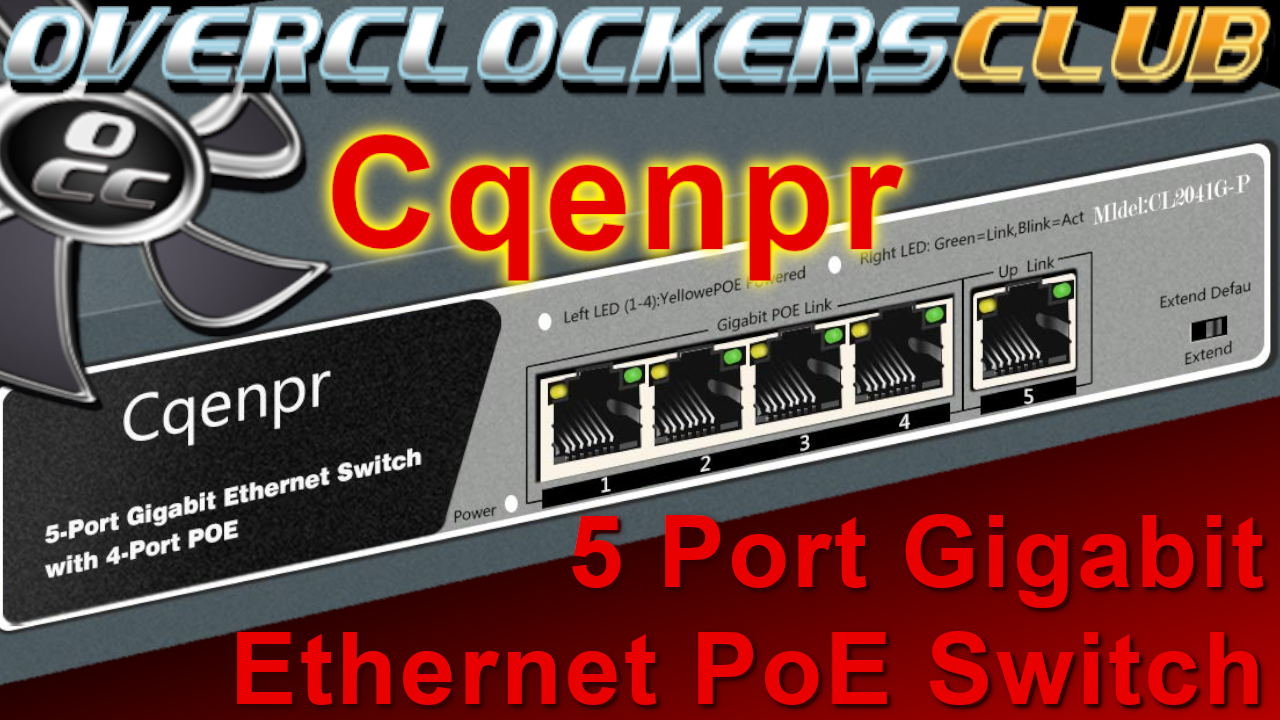 OVERCLOCKERSCLUB
OCC
Cqenpr
Mldel:CL2041G-P
Right LED: Green=Link,Blink=Act
Left LED (1-4):YellowePOE Powered
Up Link
Gigabit POE Link
Extend Defau
Extend
Cqenpr
5-Port Gigabit Ethernet Switch
with 4-Port POE
Power
1 2 3 4 5
5 Port Gigabit
Ethernet PoE Switch